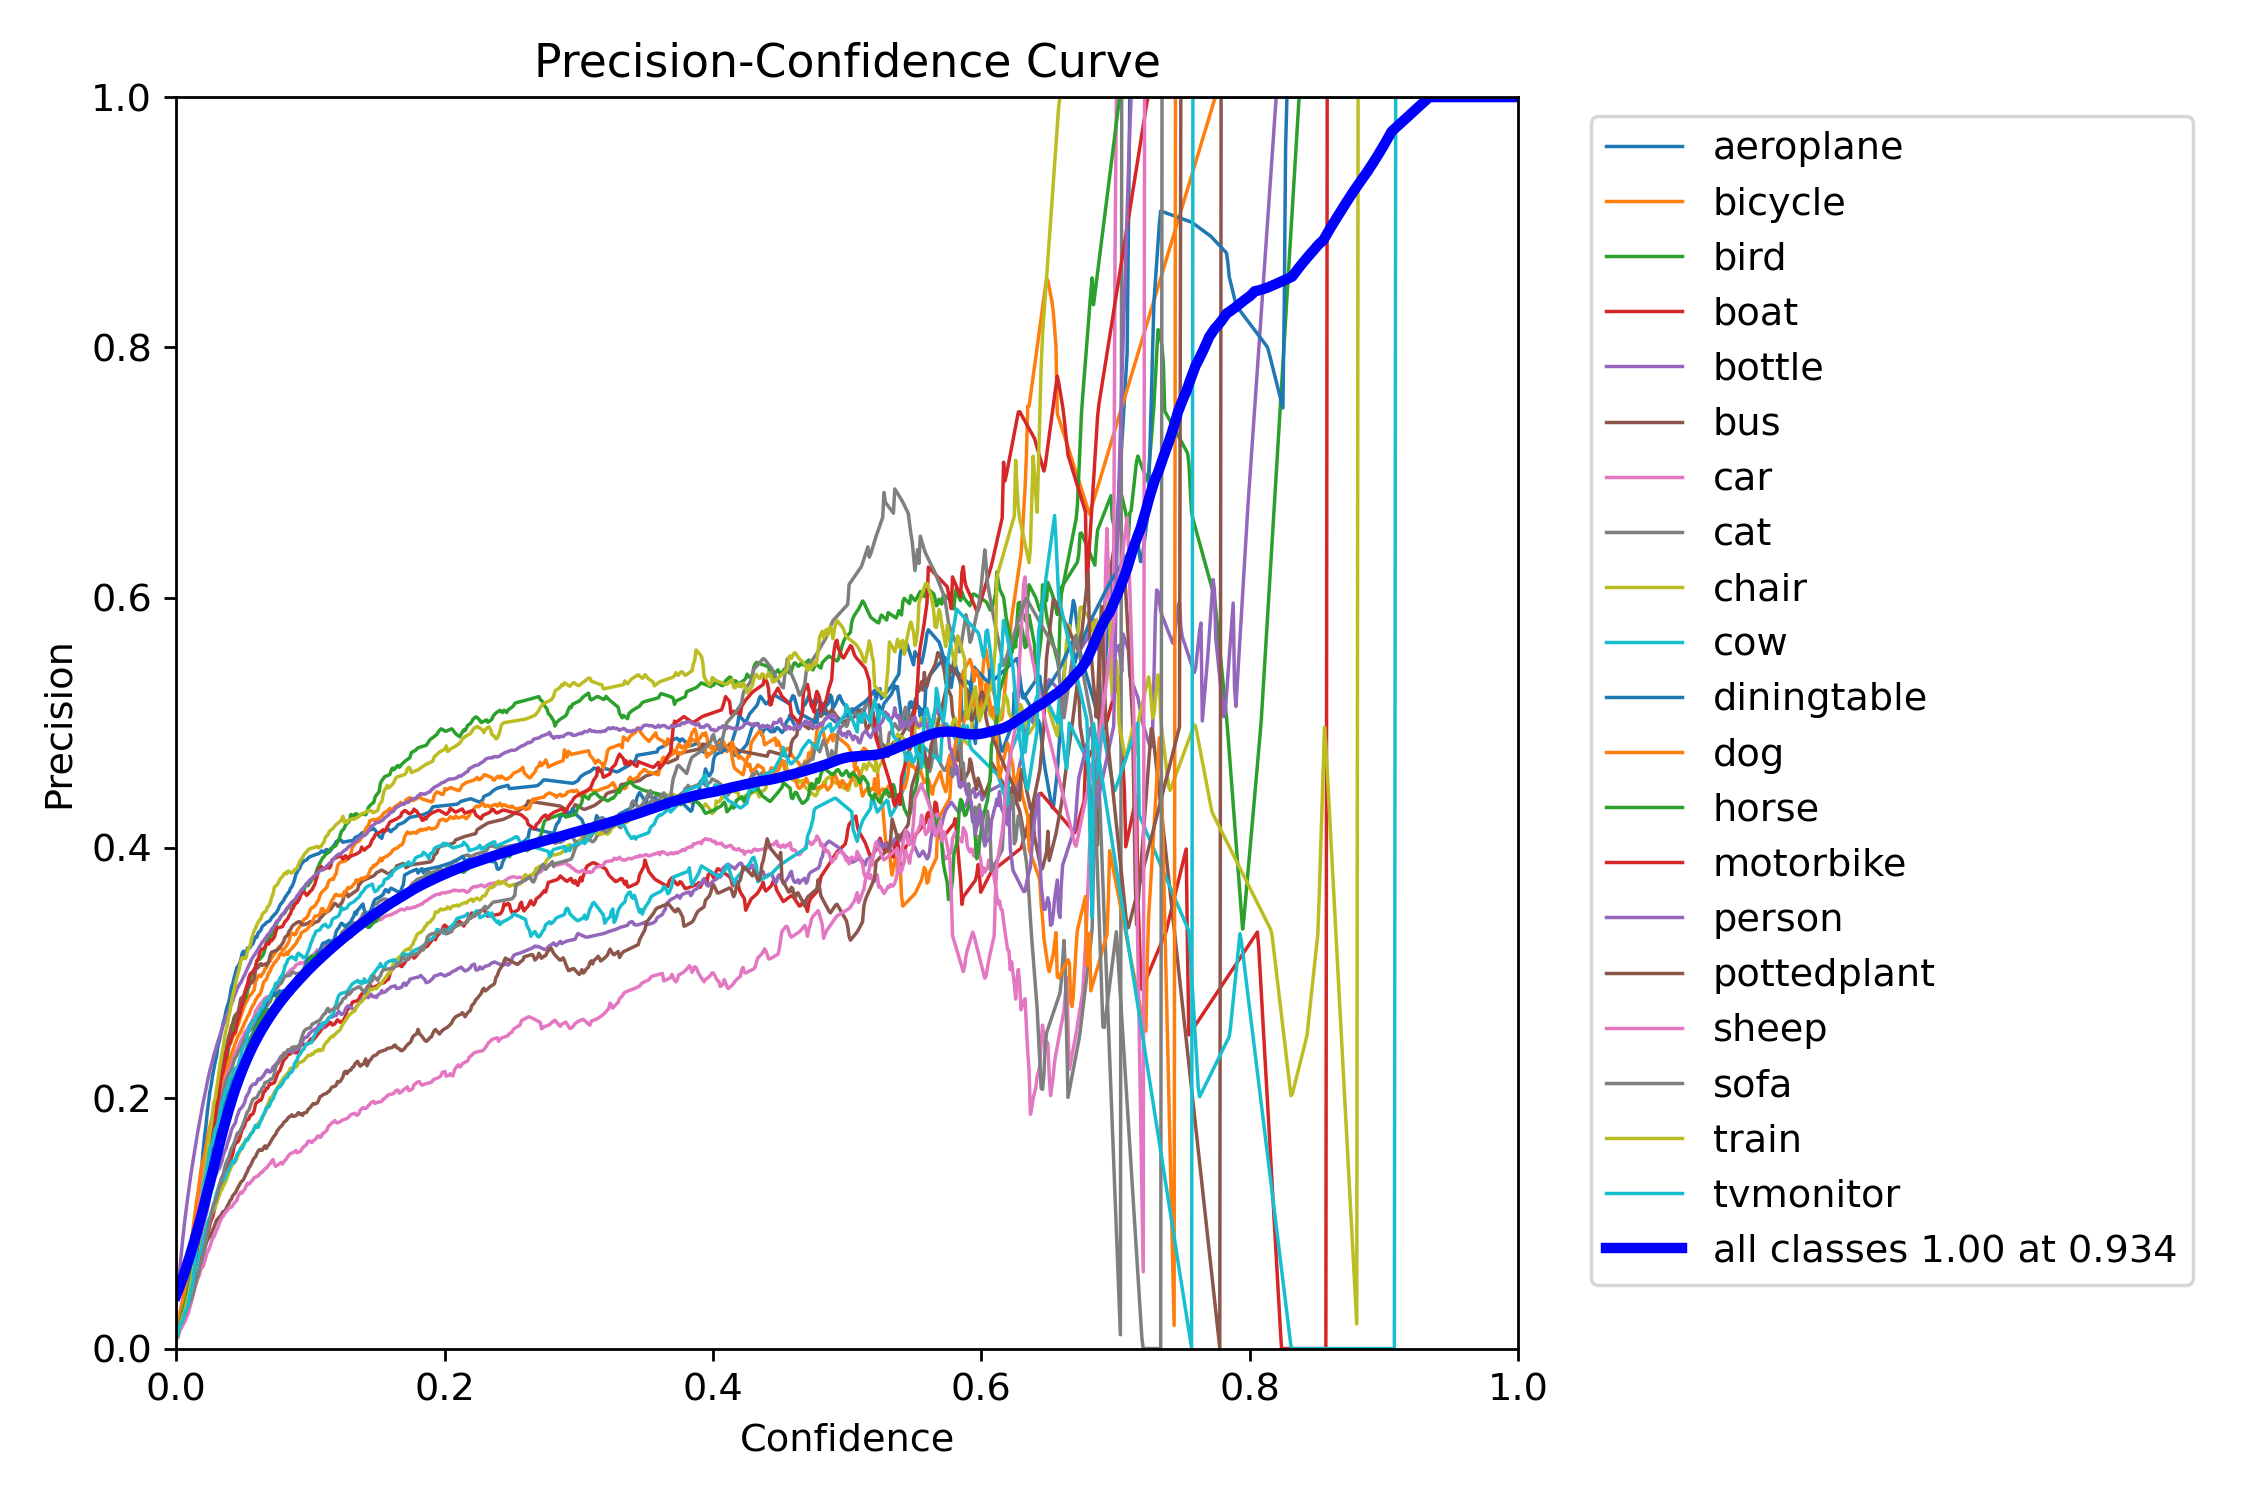 Precision-Confidence Curve
1.0
0.8
0.6
0.4
0.2
0.0
Precision
0.0 0.2 0.4 0.6 0.8 1.0
Confidence
aeroplane
bicycle
bird
boat
bottle
bus
car
cat
chair
cow
diningtable
dog
horse
motorbike
person
pottedplant
sheep
sofa
train
tvmonitor
all classes 1.00 at 0.934